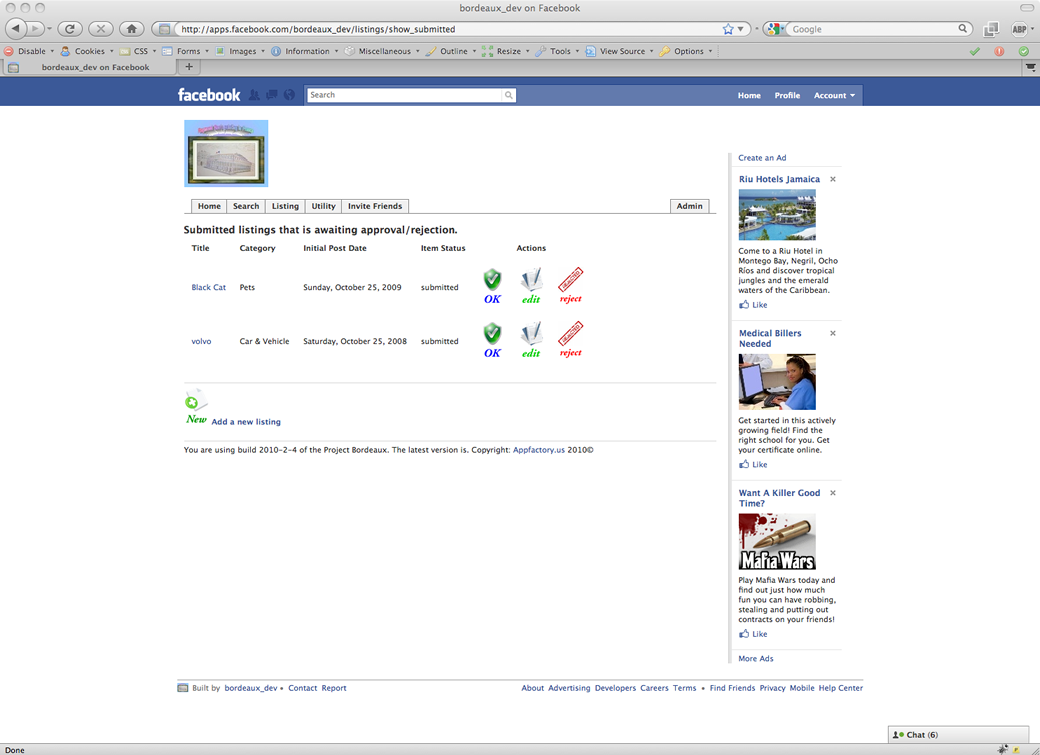 bordeaux_dev on Facebook
http://apps.facebook.com/bordeaux_dev/listings/show_submitted
Google
ABP
Disable Cookies CSS Forms Images Information Miscellaneous Outline Resize Tools View Source Options
bordeaux_dev on Facebook
facebook Search Home Profile Account
Home Search Listing Utility Invite Friends Admin
Submitted listings that is awaiting approval/rejection.
Title Category Initial Post Date Item Status Actions
Black Cat Pets Sunday, October 25, 2009 submitted OK edit reject
volvo Car & Vehicle Saturday, October 25, 2008 submitted OK edit reject
New Add a new listing
You are using build 2010-2-4 of the Project Bordeaux. The latest version is. Copyright: Appfactory.us 2010©
Create an Ad
Riu Hotels Jamaica
Come to a Riu Hotel in
Montego Bay, Negril, Ocho
Rios and discover tropical
jungles and the emerald
waters of the Caribbean.
Like
Medical Billers
Needed
Get started in this actively
growing field! Find the
right school for you. Get
your certificate online.
Like
Want A Killer Good
Time?
Mafia Wars
Play Mafia Wars today and
find out just how much
fun you can have robbing,
stealing and putting out
contracts on your friends!
Like
More Ads
Built by bordeaux_dev • Contact Report
About Advertising Developers Careers Terms • Find Friends Privacy Mobile Help Center
Chat (6)
Done